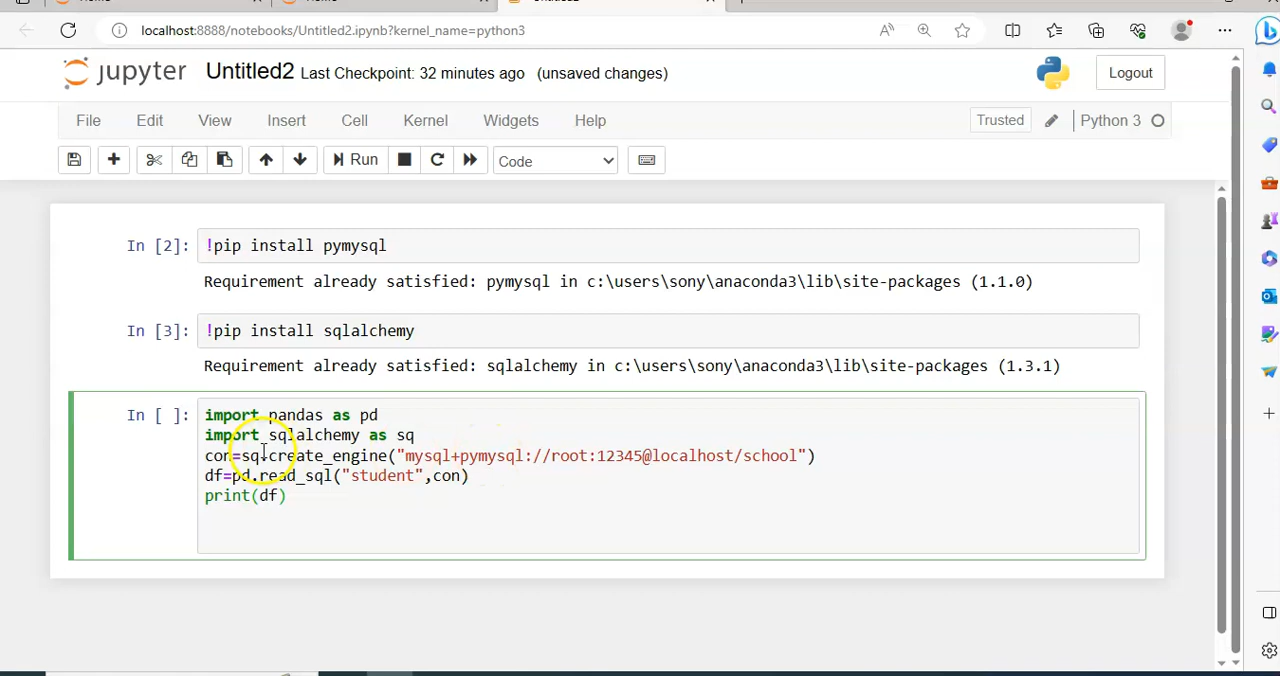 localhost:8888/notebooks/Untitled2.ipynb?kernel_name=python3
jupyter Untitled2 Last Checkpoint: 32 minutes ago (unsaved changes) Logout
File Edit View Insert Cell Kernel Widgets Help Trusted Python 3
Run Code
In [2]: !pip install pymysql
Requirement already satisfied: pymysql in c:\users\sony\anaconda3\lib\site-packages (1.1.0)
In [3]: !pip install sqlalchemy
Requirement already satisfied: sqlalchemy in c:\users\sony\anaconda3\lib\site-packages (1.3.1)
In [ ]: import pandas as pd
import sqlalchemy as sq
con=sq.create_engine("mysql+pymysql://root:12345@localhost/school")
df=pd.read_sql("student",con)
print(df)